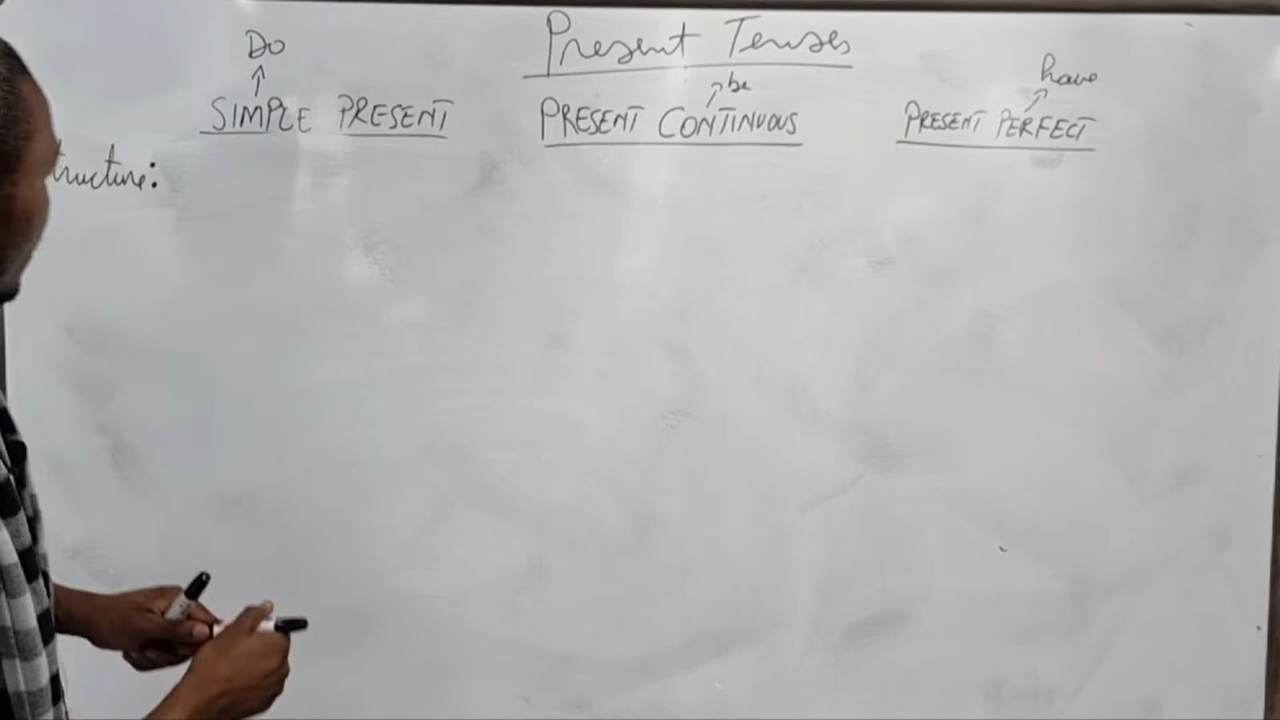 Present Tenses
Do be have
SIMPLE PRESENT PRESENT CONTINUOUS PRESENT PERFECT
tructure: